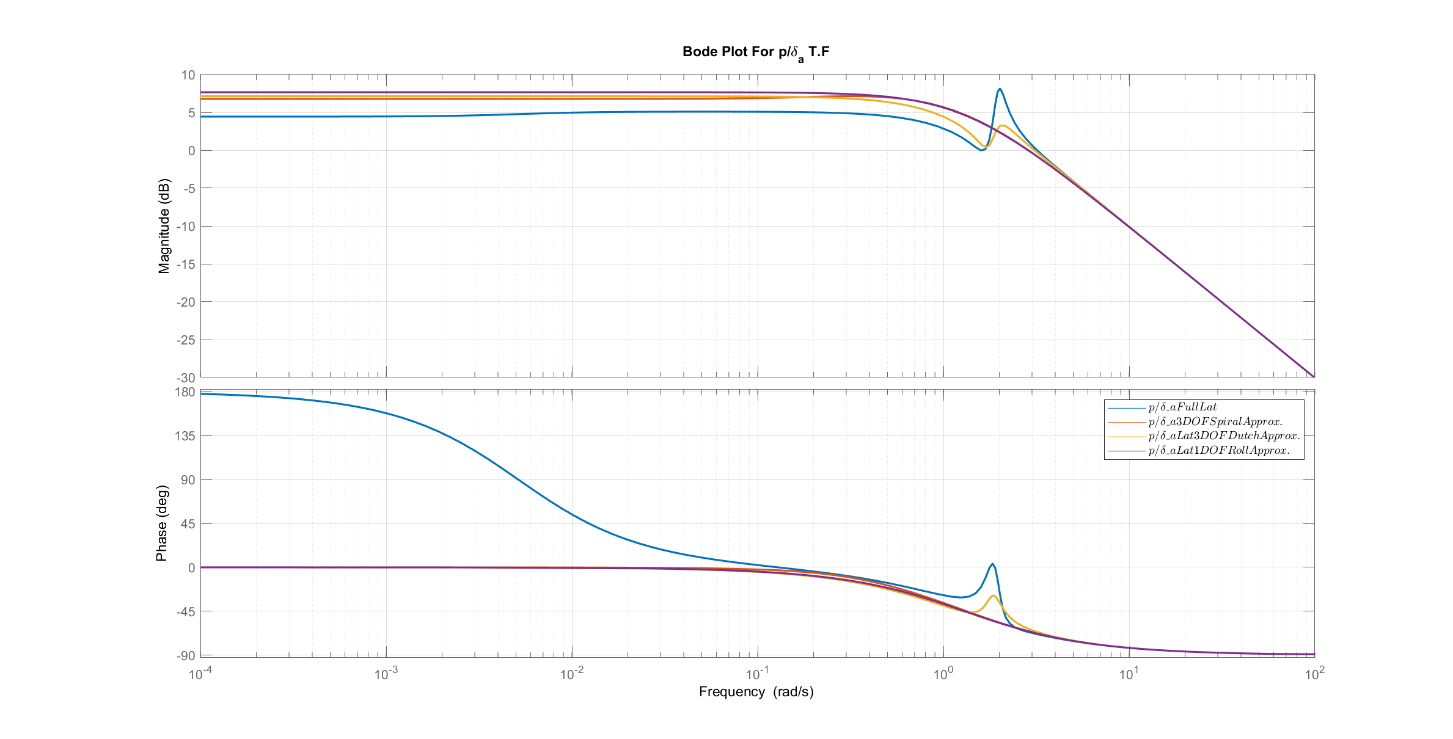 Bode Plot For p/δa T.F
10
5
0
-5
-10
-15
-20
-25
-30
Magnitude (dB)
180
135
90
45
0
-45
-90
Phase (deg)
p/δ_aFullLat
p/δ_a3DOFSpiralApprox.
p/δ_aLat3DOFDutchApprox.
p/δ_aLat1DOFRollApprox.
10-4 10-3 10-2 10-1 100 101 102
Frequency (rad/s)